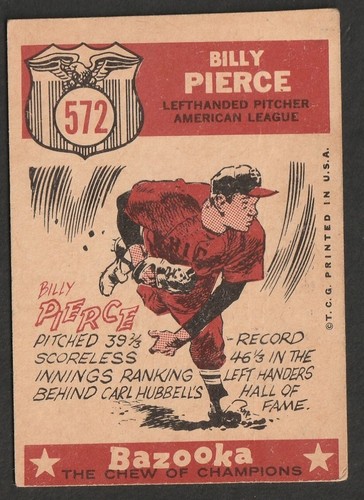 572
BILLY
PIERCE
LEFTHANDED PITCHER
AMERICAN LEAGUE
© T.C.G. PRINTED IN U.S.A.
BILLY
PIERCE
PITCHED 39⅓
SCORELESS
INNINGS RANKING
BEHIND CARL HUBBELL'S
-RECORD
46⅓ IN THE
LEFT HANDERS
HALL OF
FAME.
Bazooka
THE CHEW OF CHAMPIONS